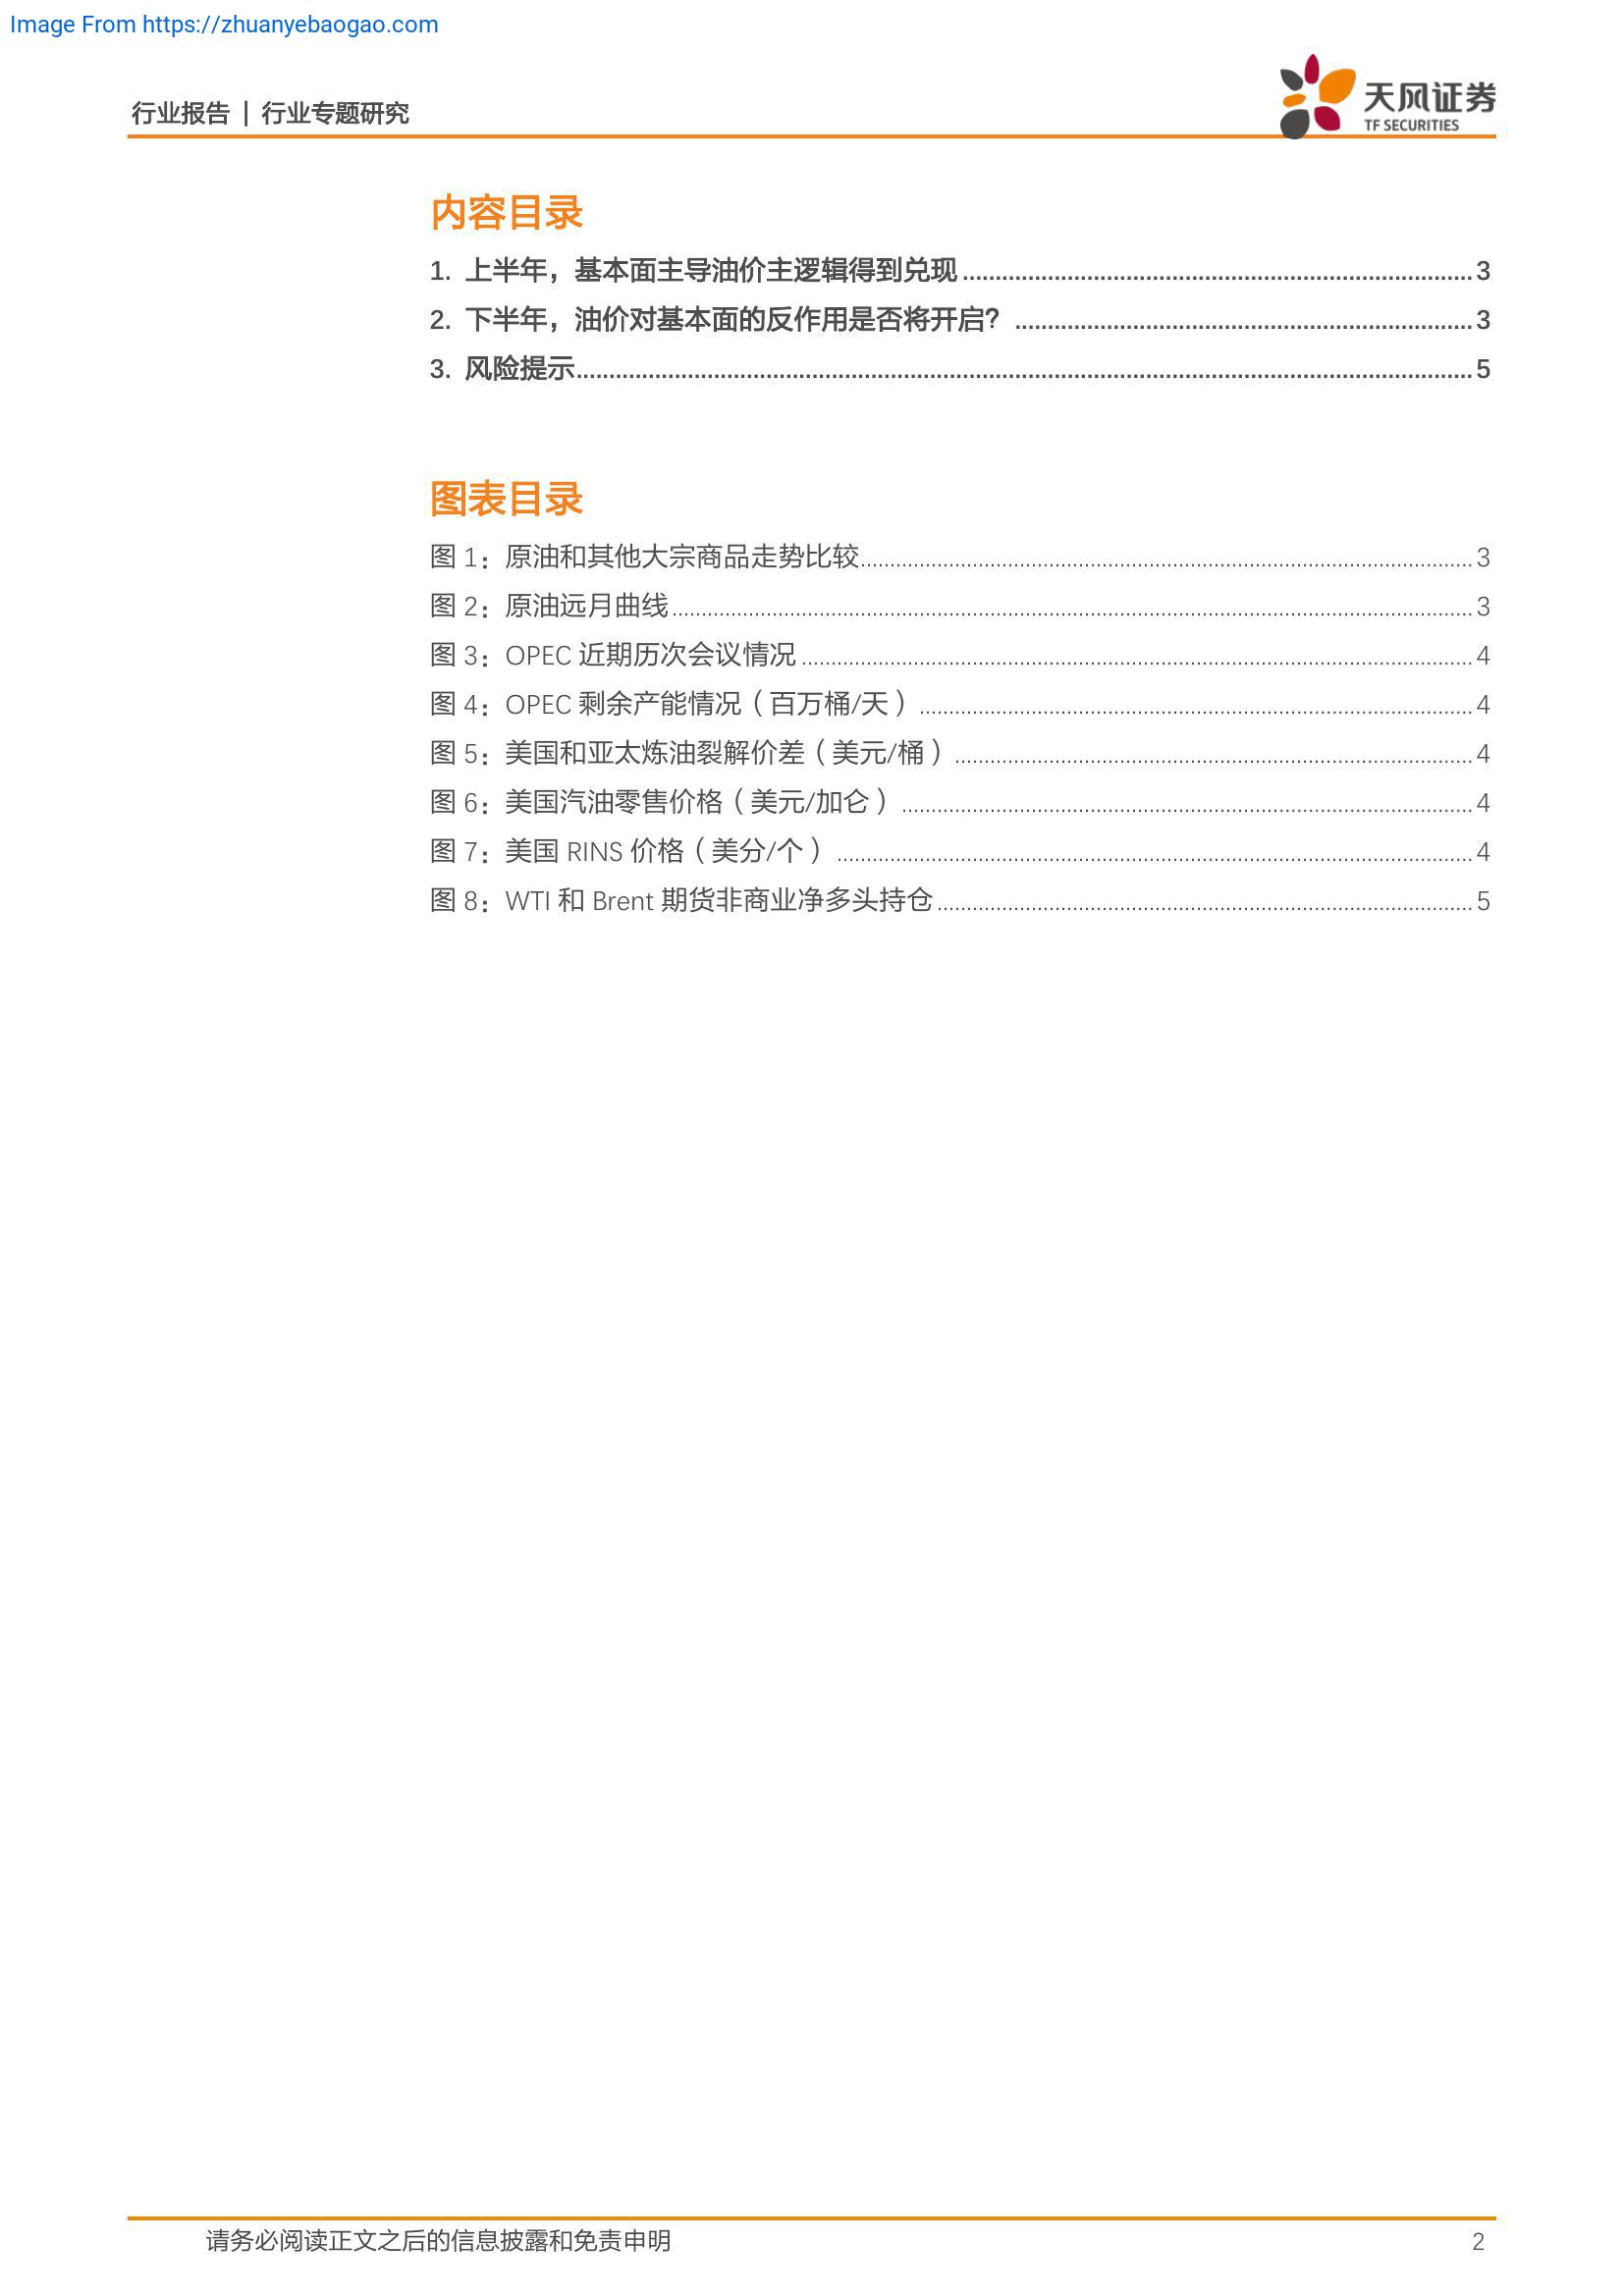 Image From https://zhuanyebaogao.com
行业报告 | 行业专题研究
天风证券
TF SECURITIES
内容目录
1. 上半年，基本面主导油价主逻辑得到兑现 3
2. 下半年，油价对基本面的反作用是否将开启？ 3
3. 风险提示 5
图表目录
图 1：原油和其他大宗商品走势比较 3
图 2：原油远月曲线 3
图 3：OPEC 近期历次会议情况 4
图 4：OPEC 剩余产能情况（百万桶/天） 4
图 5：美国和亚太炼油裂解价差（美元/桶） 4
图 6：美国汽油零售价格（美元/加仑） 4
图 7：美国 RINS 价格（美分/个） 4
图 8：WTI 和 Brent 期货非商业净多头持仓 5
请务必阅读正文之后的信息披露和免责申明 2